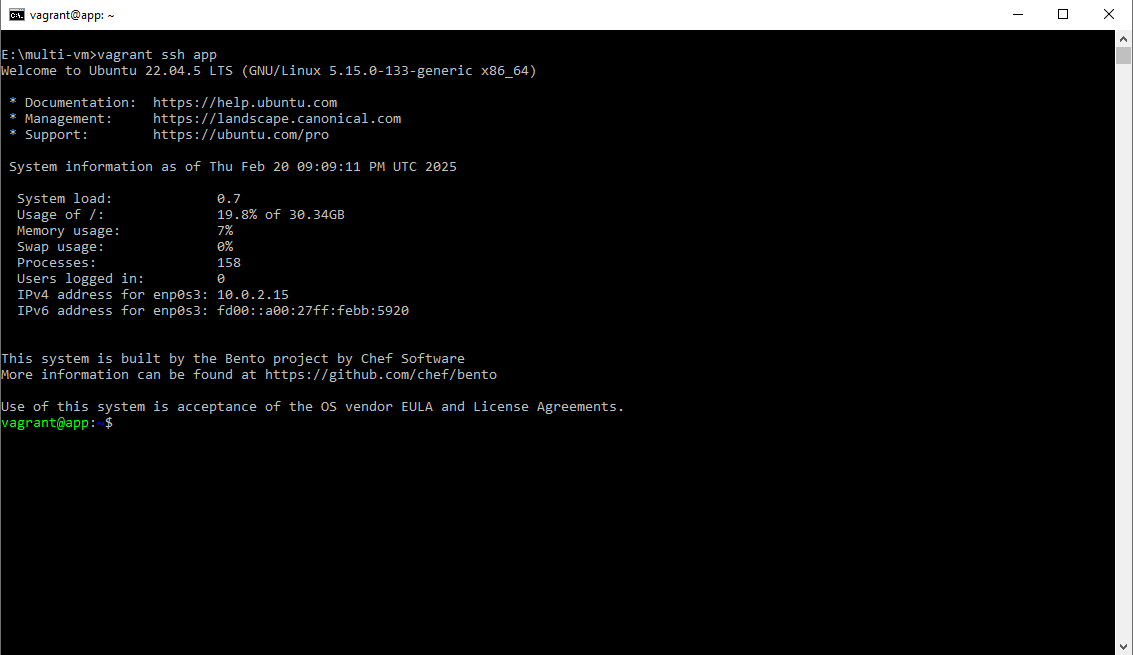 vagrant@app: ~
E:\multi-vm>vagrant ssh app
Welcome to Ubuntu 22.04.5 LTS (GNU/Linux 5.15.0-133-generic x86_64)
* Documentation:  https://help.ubuntu.com
* Management:     https://landscape.canonical.com
* Support:        https://ubuntu.com/pro
System information as of Thu Feb 20 09:09:11 PM UTC 2025
System load:             0.7
Usage of /:              19.8% of 30.34GB
Memory usage:            7%
Swap usage:              0%
Processes:               158
Users logged in:         0
IPv4 address for enp0s3: 10.0.2.15
IPv6 address for enp0s3: fd00::a00:27ff:febb:5920
This system is built by the Bento project by Chef Software
More information can be found at https://github.com/chef/bento
Use of this system is acceptance of the OS vendor EULA and License Agreements.
vagrant@app:~$